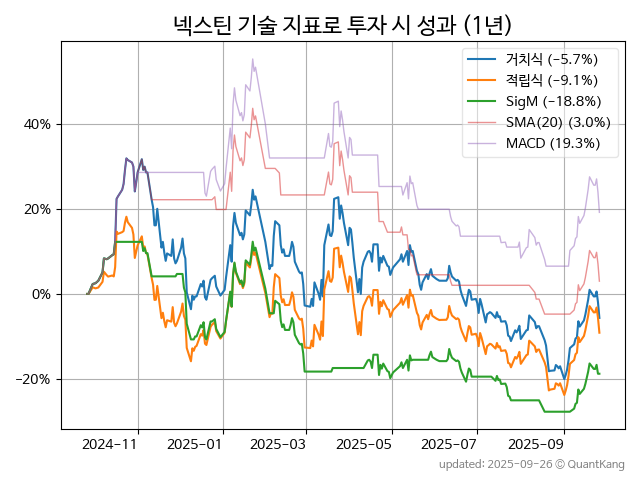 넥스틴 기술 지표로 투자 시 성과 (1년)
거치식 (−5.7%)
적립식 (−9.1%)
SigM (−18.8%)
SMA(20) (3.0%)
MACD (19.3%)
40%
20%
0%
−20%
2024−11 2025−01 2025−03 2025−05 2025−07 2025−09
updated: 2025−09−26 © QuantKang